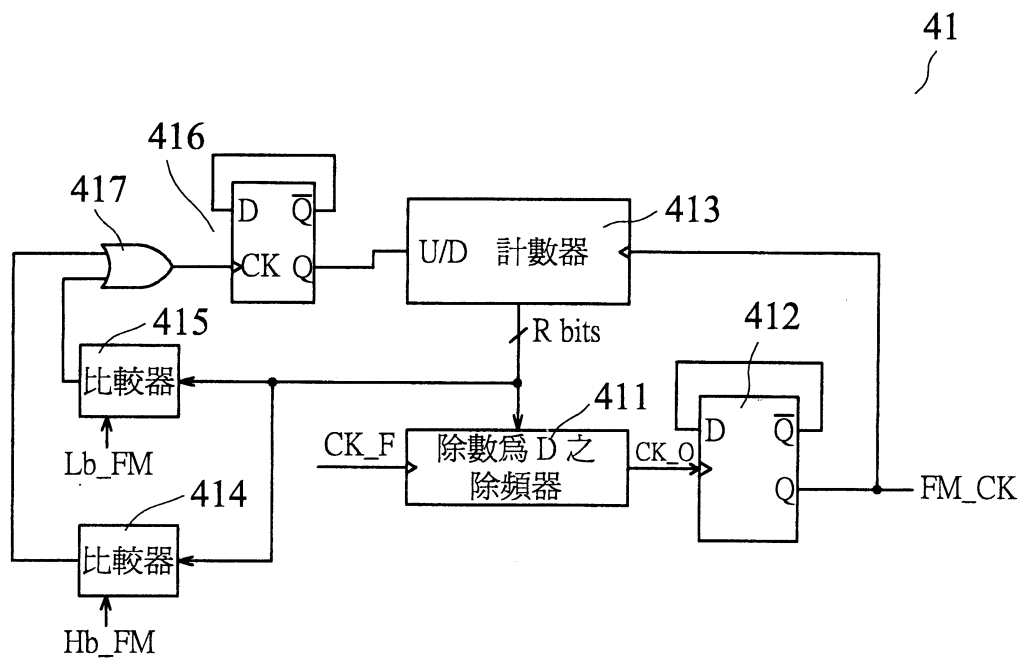 41
416
417
D Q̅
413
U/D 計數器
CK Q
415
R bits
412
比較器
411
D Q̅
CK_F
除數爲 D 之
除頻器
CK_O
Lb_FM
Q
FM_CK
414
比較器
Hb_FM